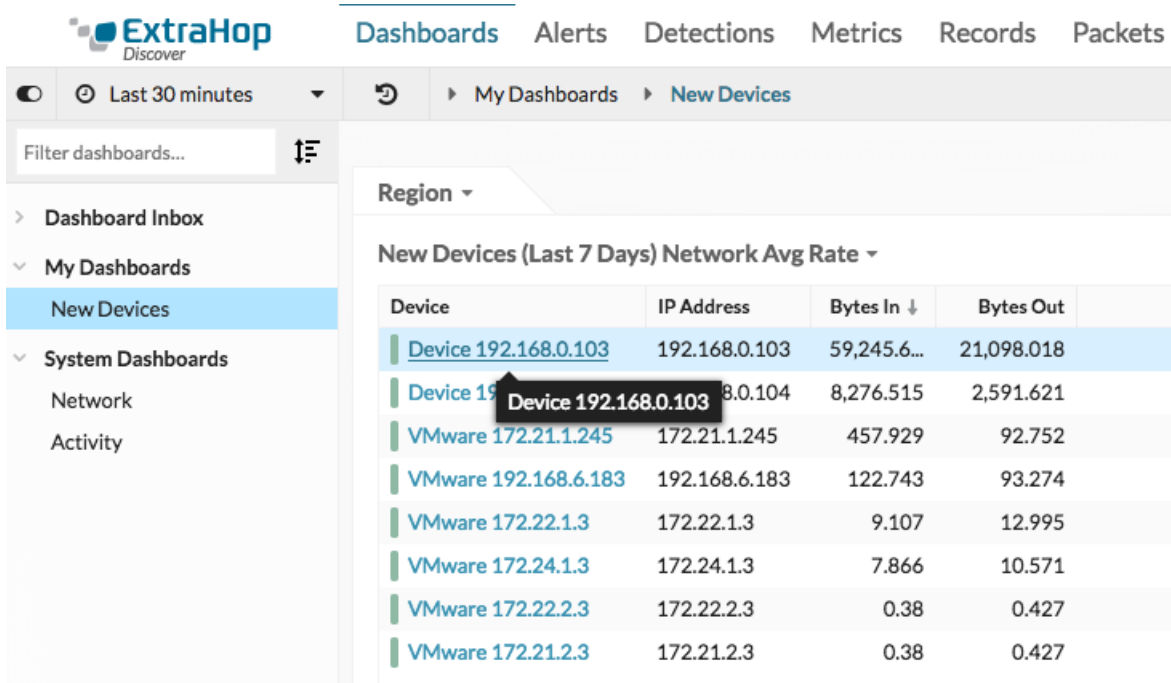 ExtraHop Dashboards Alerts Detections Metrics Records Packets
Discover
Last 30 minutes My Dashboards New Devices
Filter dashboards...
Dashboard Inbox
My Dashboards
New Devices
System Dashboards
Network
Activity
Region
New Devices (Last 7 Days) Network Avg Rate
Device IP Address Bytes In ↓ Bytes Out
Device 192.168.0.103 192.168.0.103 59,245.6... 21,098.018
Device 19 8.0.104 8,276.515 2,591.621
Device 192.168.0.103
VMware 172.21.1.245 172.21.1.245 457.929 92.752
VMware 192.168.6.183 192.168.6.183 122.743 93.274
VMware 172.22.1.3 172.22.1.3 9.107 12.995
VMware 172.24.1.3 172.24.1.3 7.866 10.571
VMware 172.22.2.3 172.22.2.3 0.38 0.427
VMware 172.21.2.3 172.21.2.3 0.38 0.427